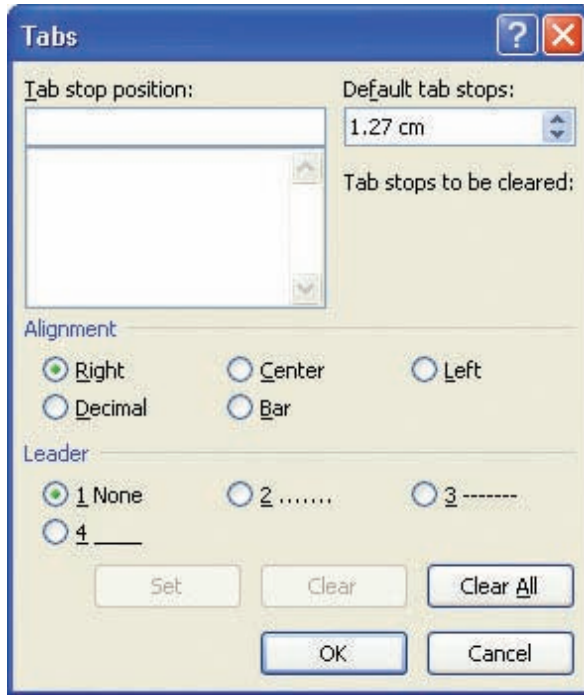 Tabs
Tab stop position:
Default tab stops:
1.27 cm
Tab stops to be cleared:
Alignment
Right Center Left
Decimal Bar
Leader
1 None 2 ....... 3 -------
4 ____
Set Clear Clear All
OK Cancel